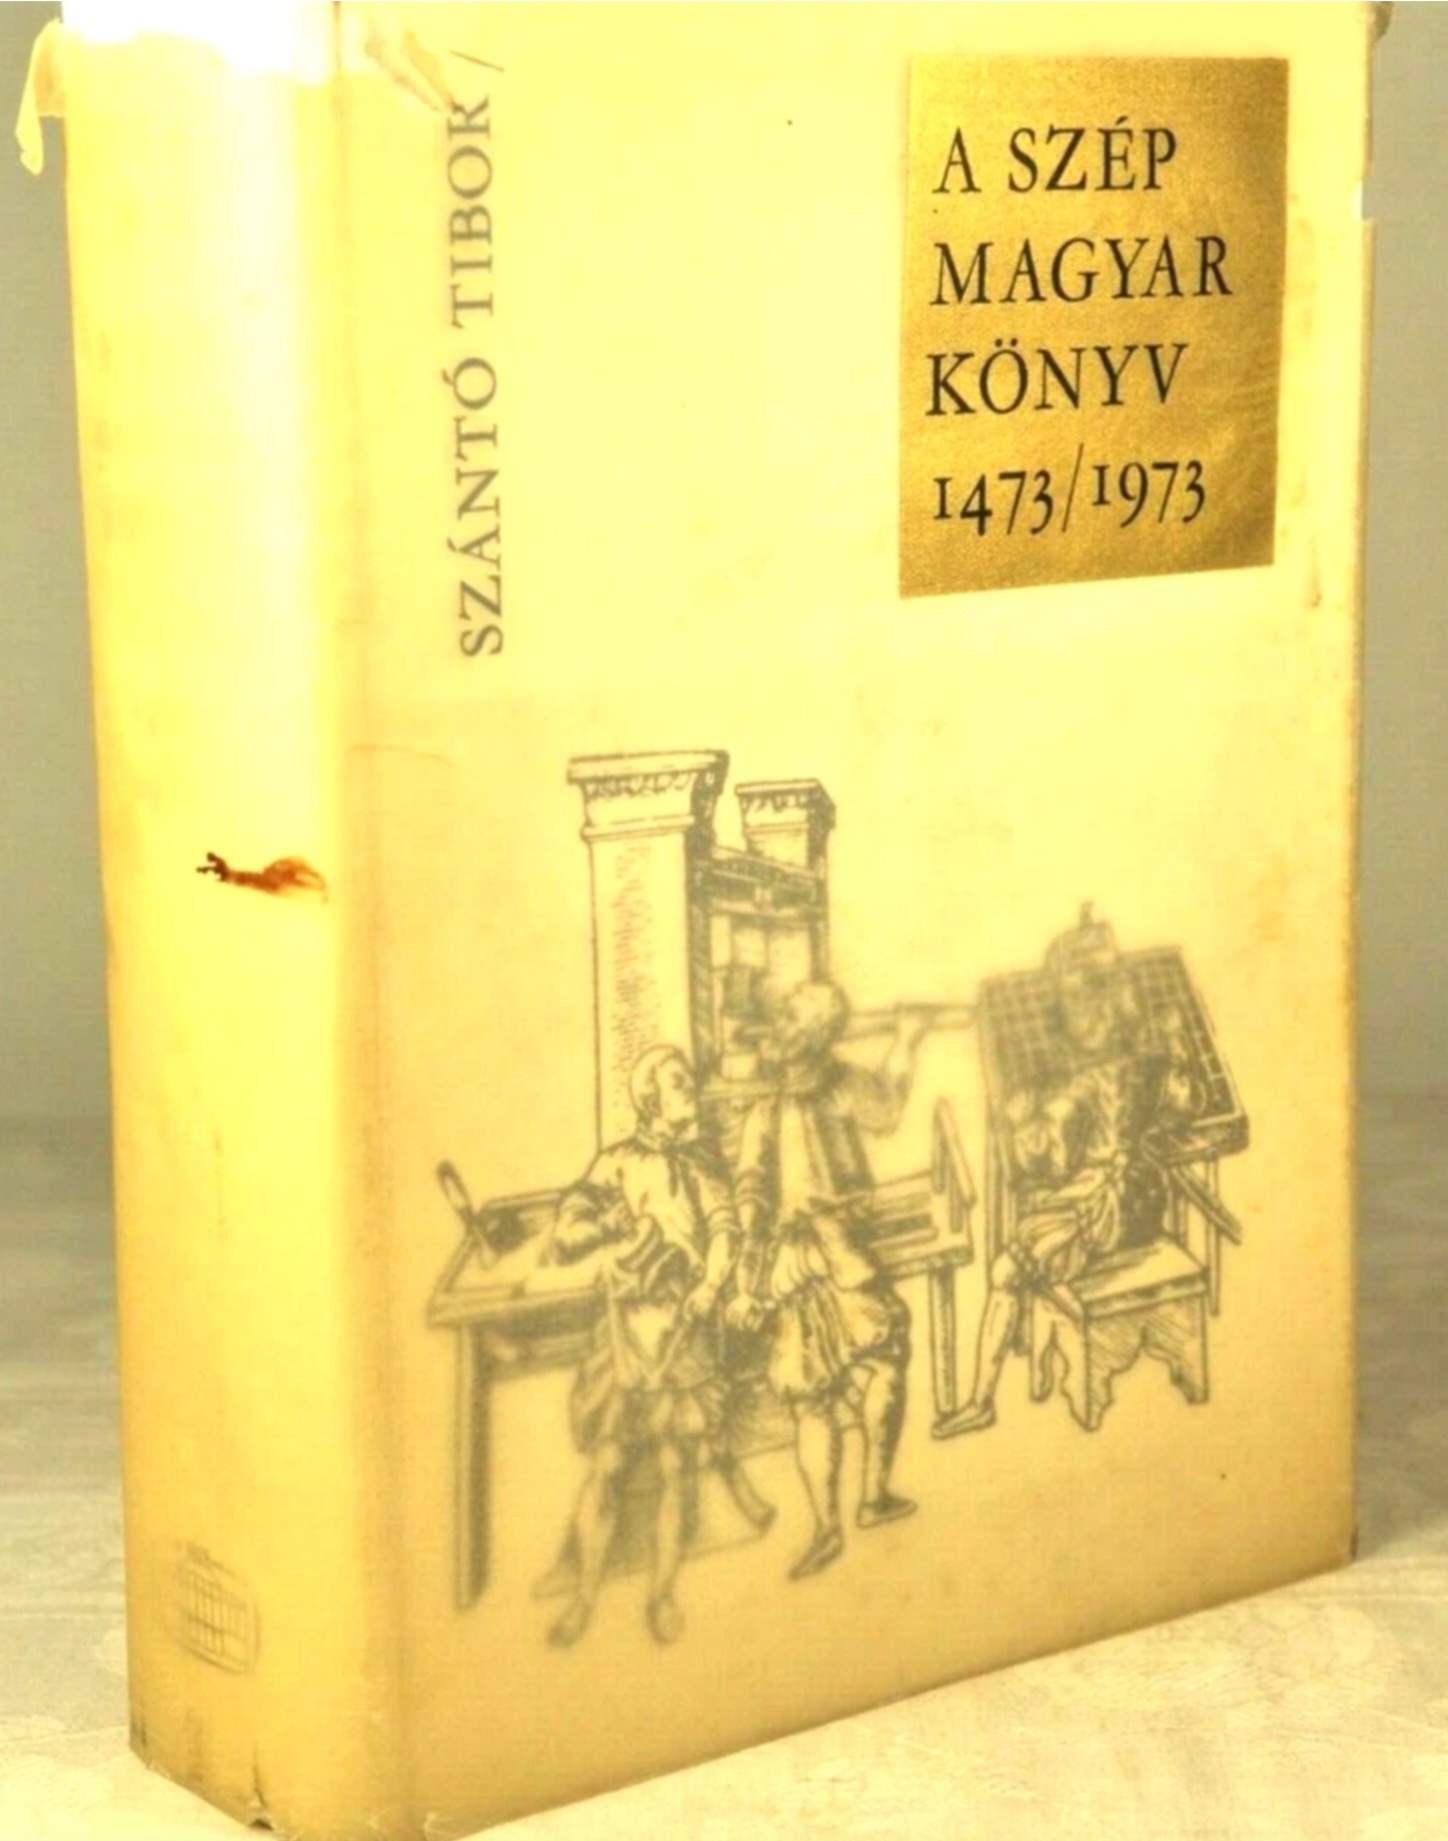 SZÁNTÓ TIBOR /
A SZÉP
MAGYAR
KÖNYV
1473/1973